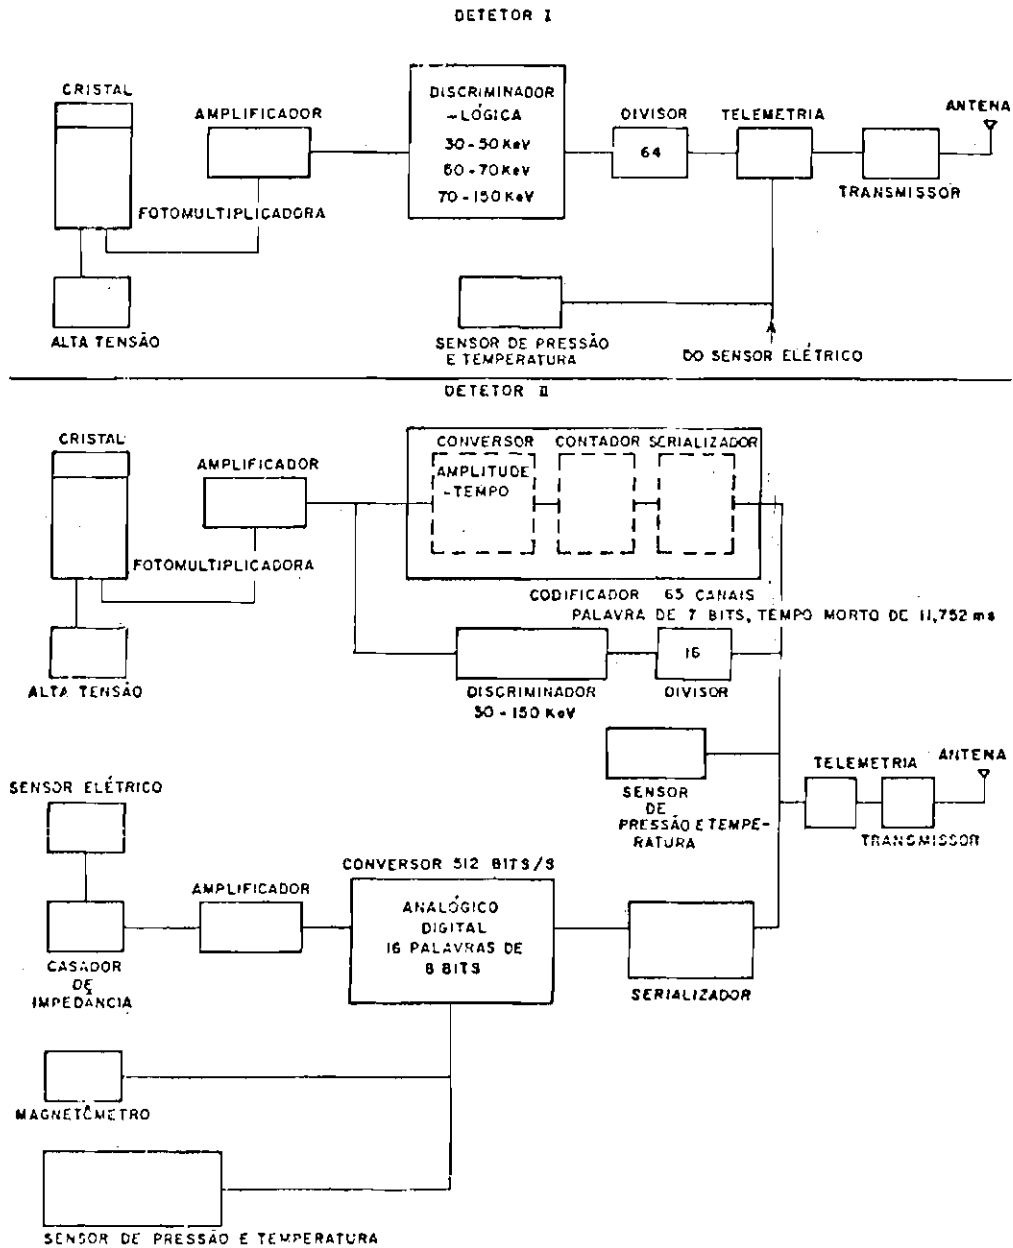 DETETOR I
CRISTAL
AMPLIFICADOR
DISCRIMINADOR
-LÓGICA
30-50 KeV
50-70 KeV
70-150 KeV
DIVISOR
64
TELEMETRIA
ANTENA
TRANSMISSOR
FOTOMULTIPLICADORA
ALTA TENSÃO
SENSOR DE PRESSÃO
E TEMPERATURA
DO SENSOR ELÉTRICO
DETETOR II
CRISTAL
AMPLIFICADOR
CONVERSOR
CONTADOR
SERIALIZADOR
AMPLITUDE
-TEMPO
FOTOMULTIPLICADORA
CODIFICADOR 65 CANAIS
PALAVRA DE 7 BITS, TEMPO MORTO DE 11,752 ms
ALTA TENSÃO
DISCRIMINADOR
30-150 KeV
16
DIVISOR
SENSOR
DE
PRESSÃO E TEMPE-
RATURA
TELEMETRIA
ANTENA
TRANSMISSOR
SENSOR ELÉTRICO
CASADOR
DE
IMPEDÂNCIA
AMPLIFICADOR
CONVERSOR 512 BITS/S
ANALÓGICO
DIGITAL
16 PALAVRAS DE
8 BITS
SERIALIZADOR
MAGNETÔMETRO
SENSOR DE PRESSÃO E TEMPERATURA